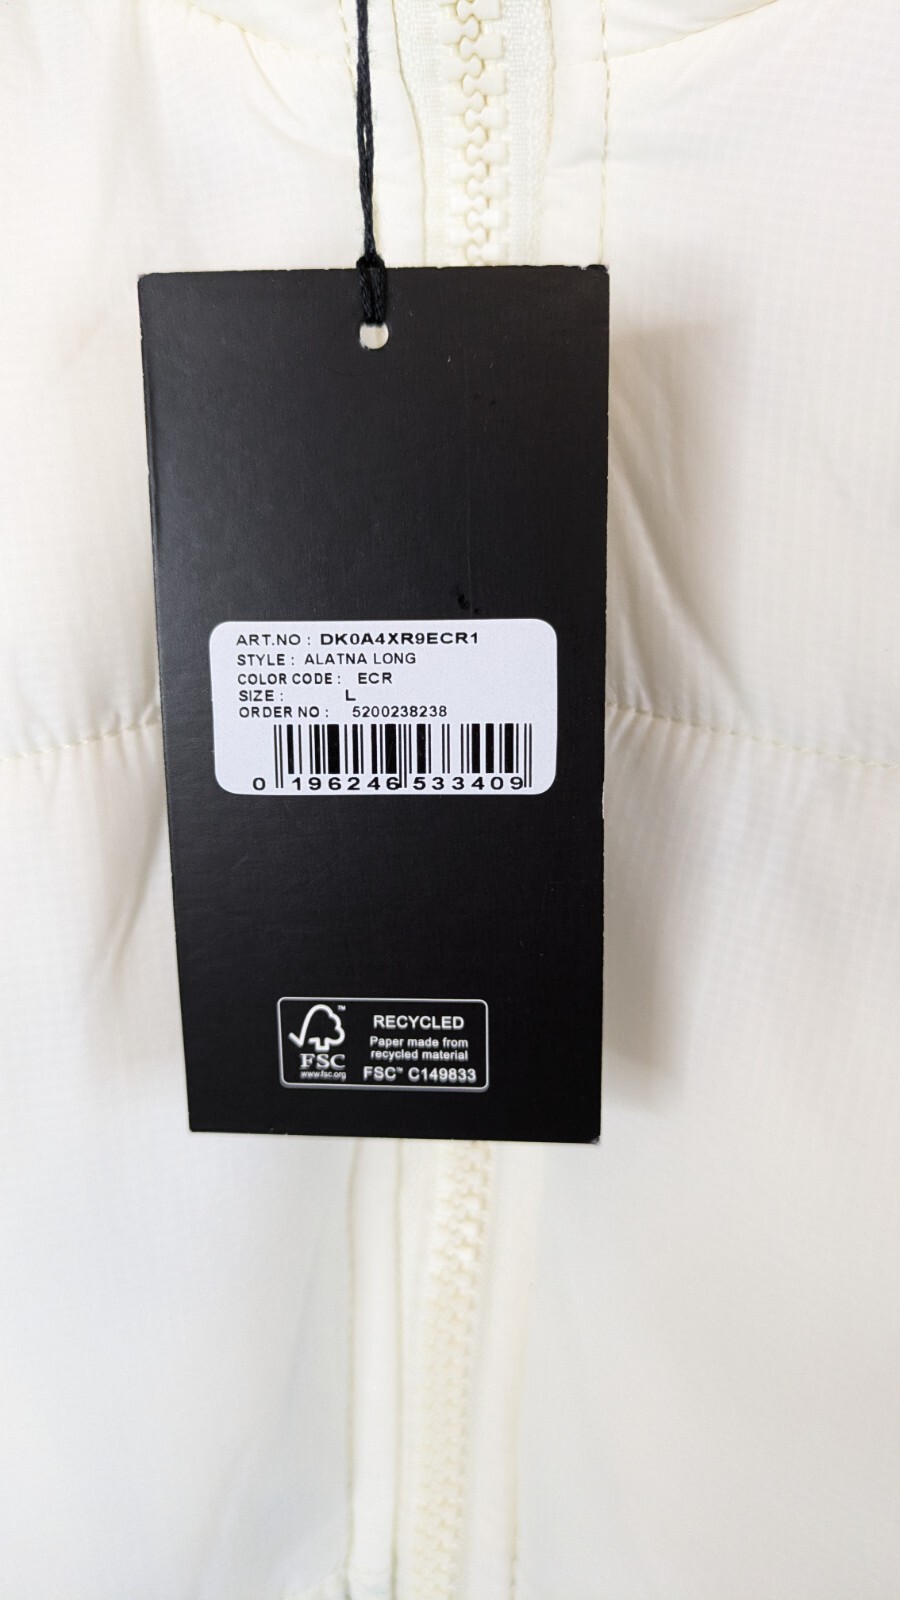 ART.NO : DK0A4XR9ECR1
STYLE : ALATNA LONG
COLOR CODE : ECR
SIZE : L
ORDER NO : 5200238238
0 196246 533409
™
RECYCLED
Paper made from
recycled material
FSC
www.fsc.org
FSC™ C149833